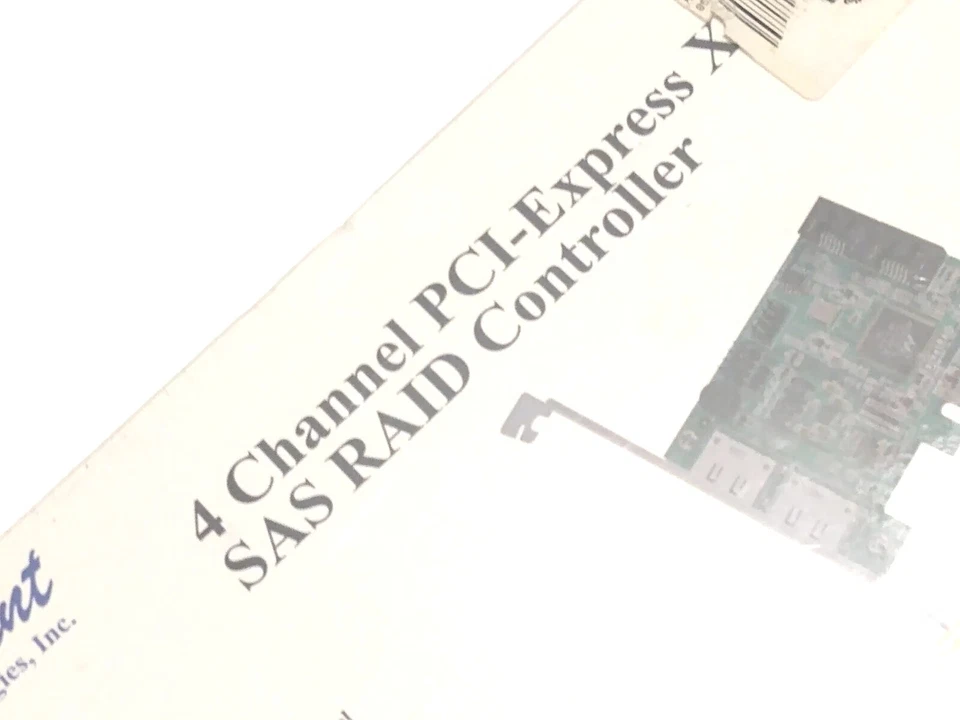 4 Channel PCI-Express X
SAS RAID Controller
Inc.